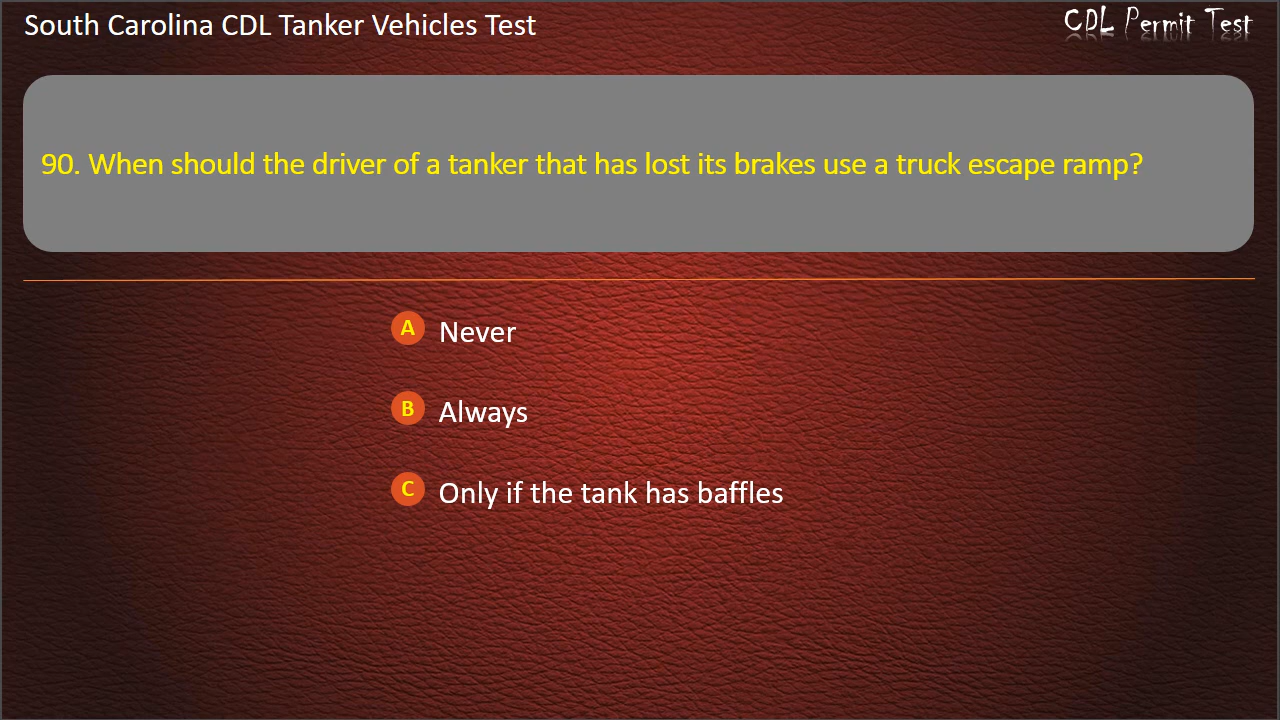 South Carolina CDL Tanker Vehicles Test
CDL Permit Test
90. When should the driver of a tanker that has lost its brakes use a truck escape ramp?
A Never
B Always
C Only if the tank has baffles